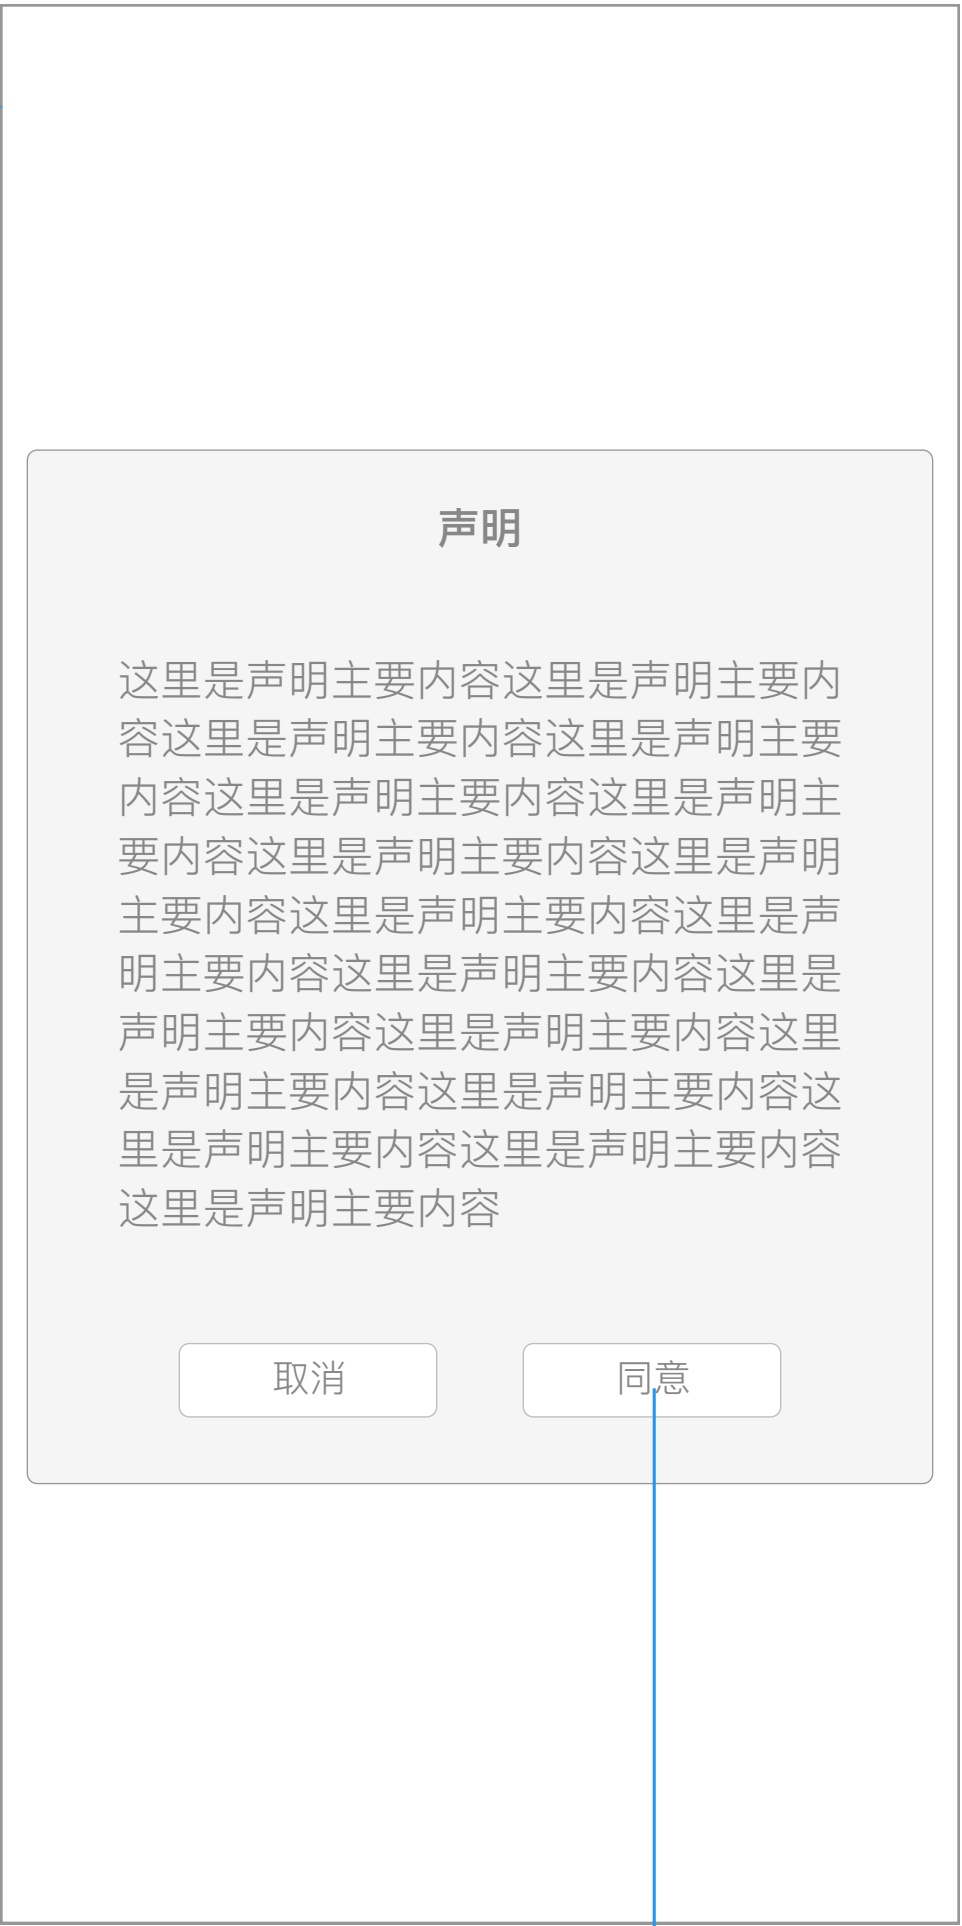 声明
这里是声明主要内容这里是声明主要内
容这里是声明主要内容这里是声明主要
内容这里是声明主要内容这里是声明主
要内容这里是声明主要内容这里是声明
主要内容这里是声明主要内容这里是声
明主要内容这里是声明主要内容这里是
声明主要内容这里是声明主要内容这里
是声明主要内容这里是声明主要内容这
里是声明主要内容这里是声明主要内容
这里是声明主要内容
取消
同意